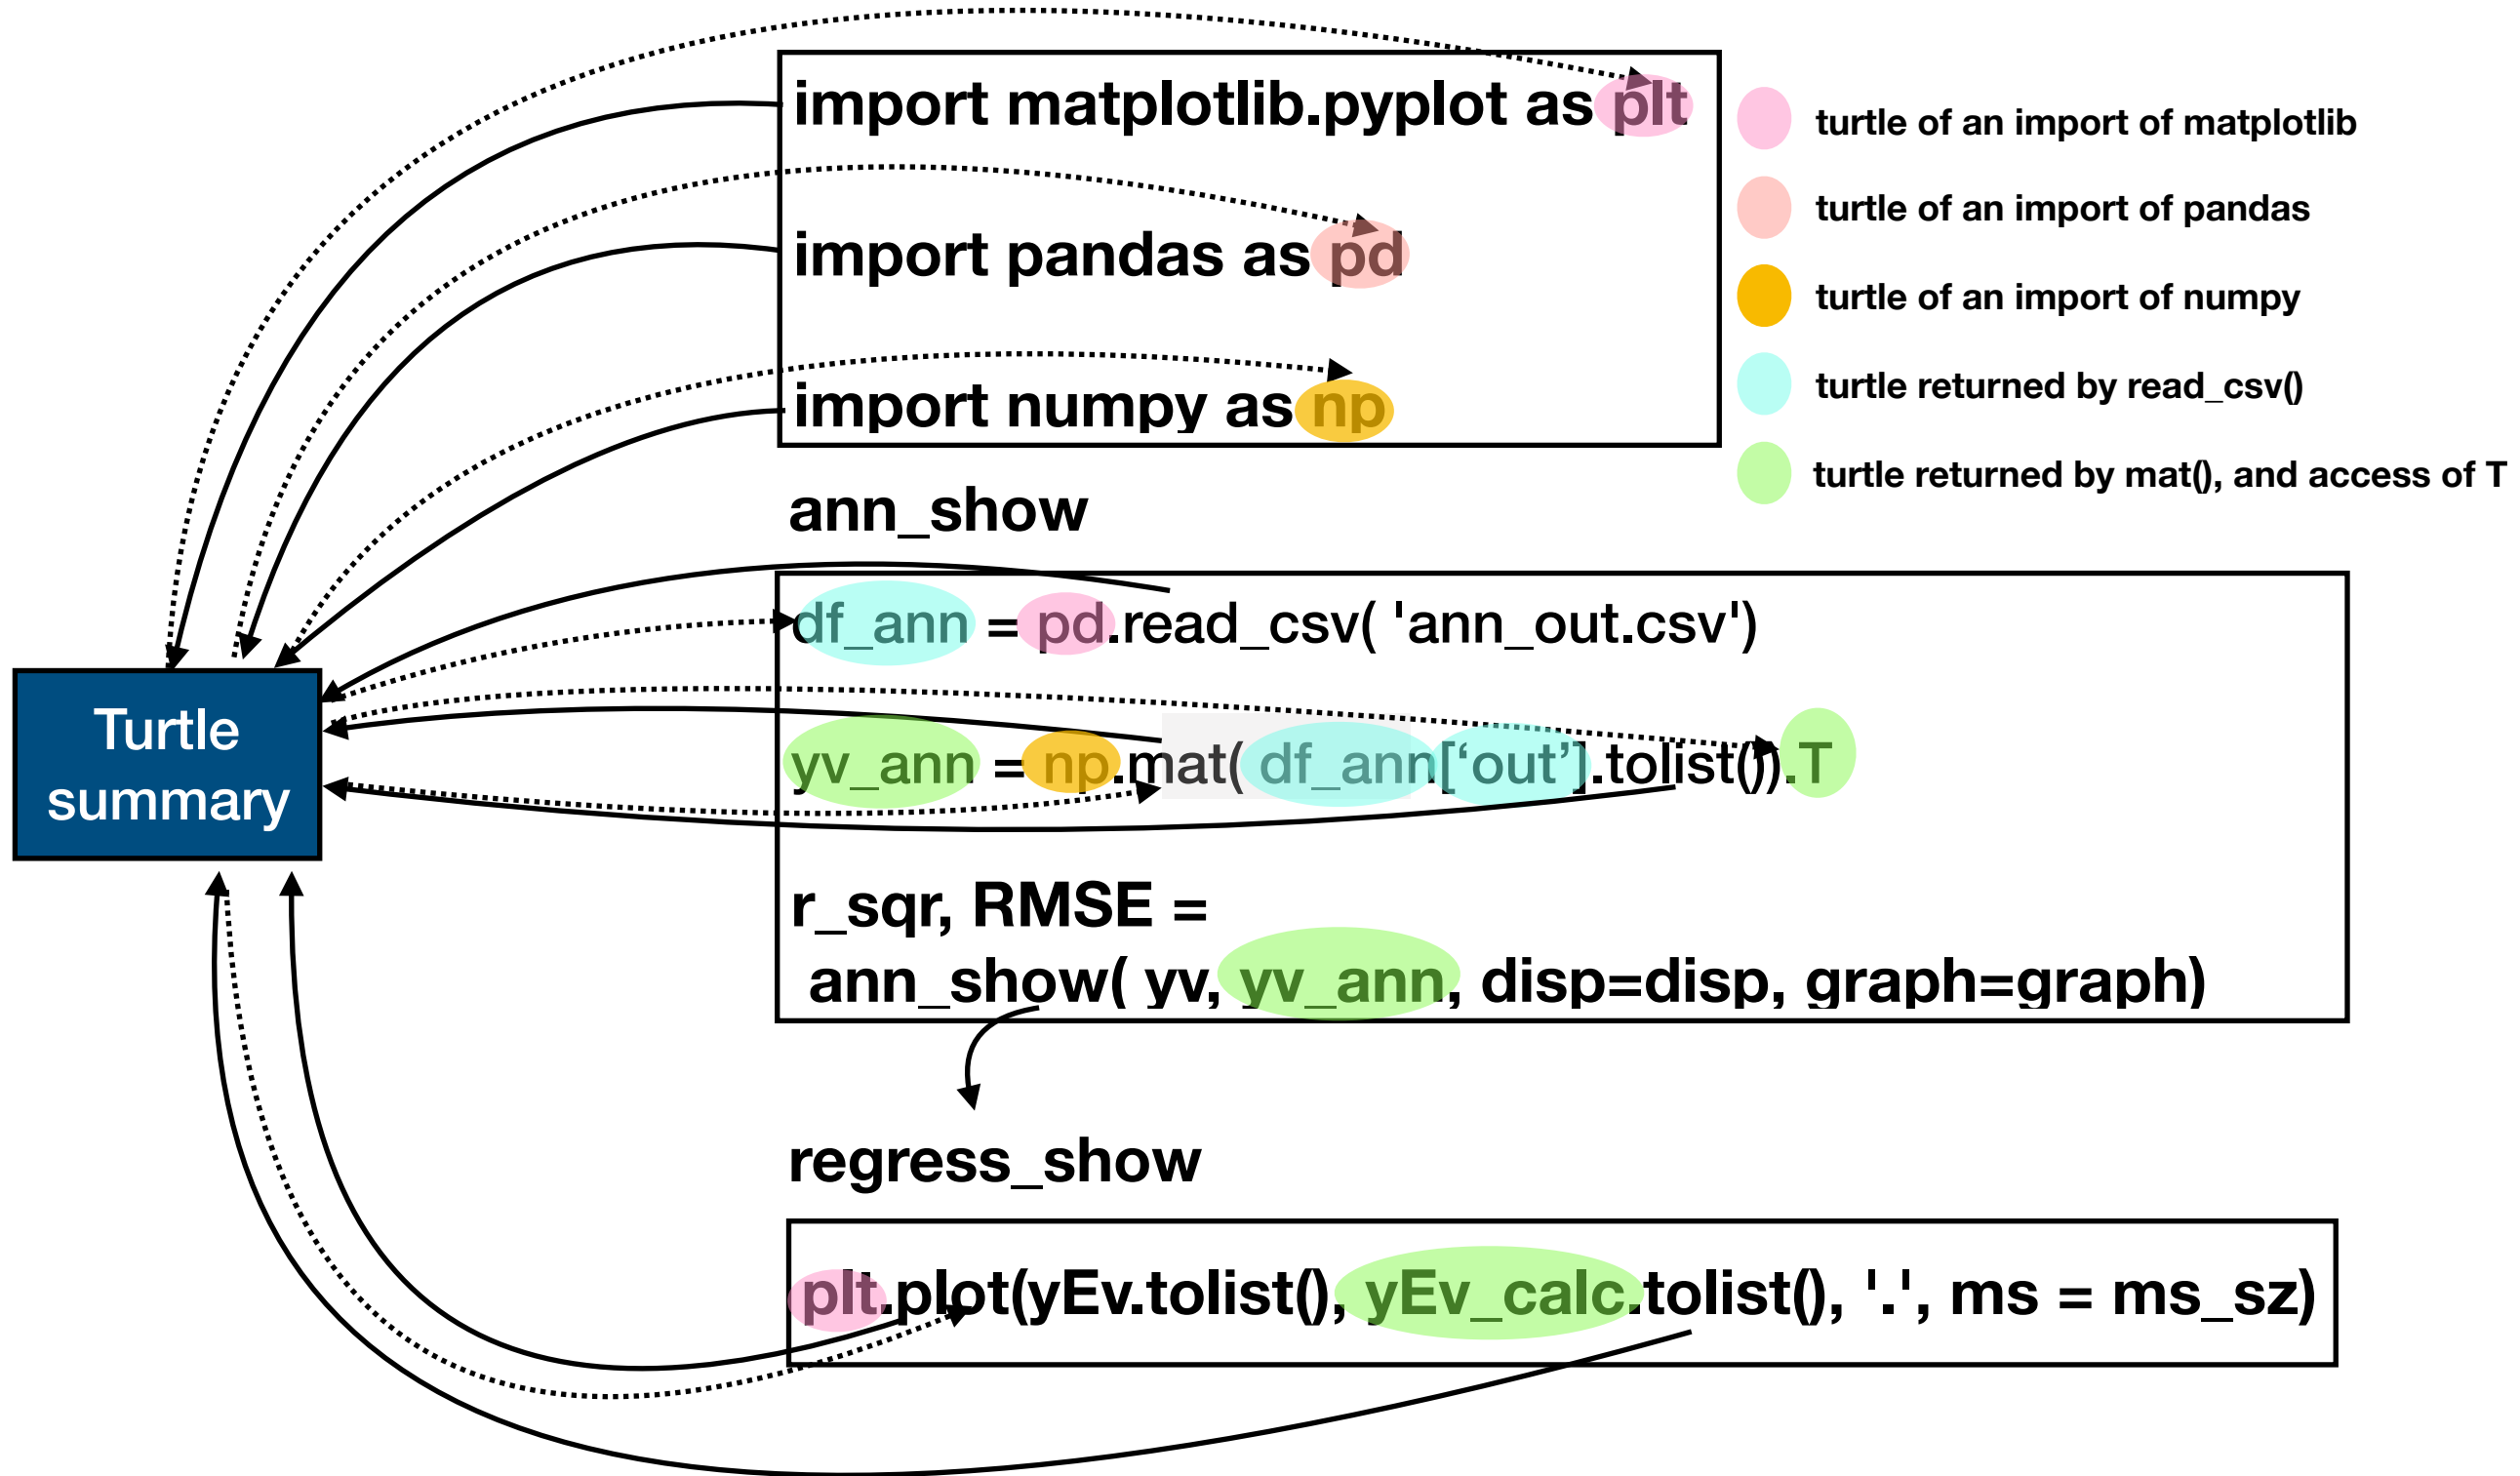 import matplotlib.pyplot as plt
import pandas as pd
import numpy as np
turtle of an import of matplotlib
turtle of an import of pandas
turtle of an import of numpy
turtle returned by read_csv()
turtle returned by mat(), and access of T
ann_show
df_ann = pd.read_csv( 'ann_out.csv')
yv_ann = np.mat( df_ann[‘out’].tolist()).T
r_sqr, RMSE =
ann_show( yv, yv_ann, disp=disp, graph=graph)
Turtle
summary
regress_show
plt.plot(yEv.tolist(), yEv_calc.tolist(), '.', ms = ms_sz)